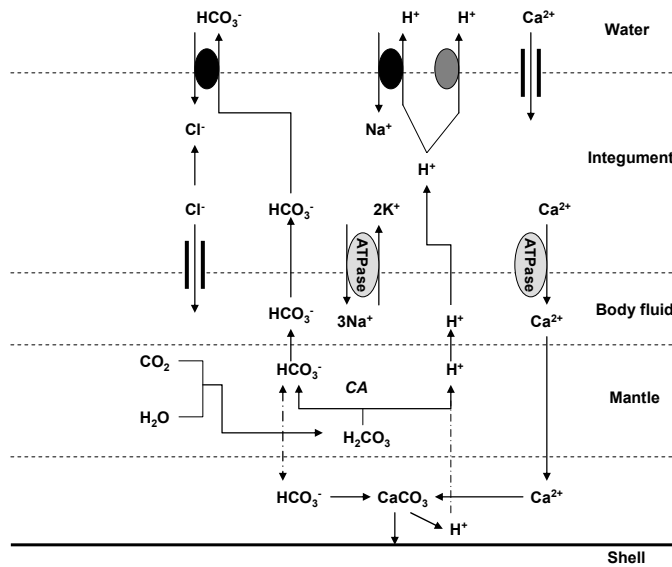 HCO₃⁻ H⁺ H⁺ Ca²⁺ Water
Cl⁻ Na⁺
H⁺ Integument
Cl⁻ HCO₃⁻ 2K⁺ Ca²⁺
ATPase ATPase
HCO₃⁻ 3Na⁺ H⁺ Ca²⁺ Body fluid
CO₂ HCO₃⁻ CA H⁺
Mantle
H₂O H₂CO₃
HCO₃⁻ CaCO₃ Ca²⁺
H⁺
Shell